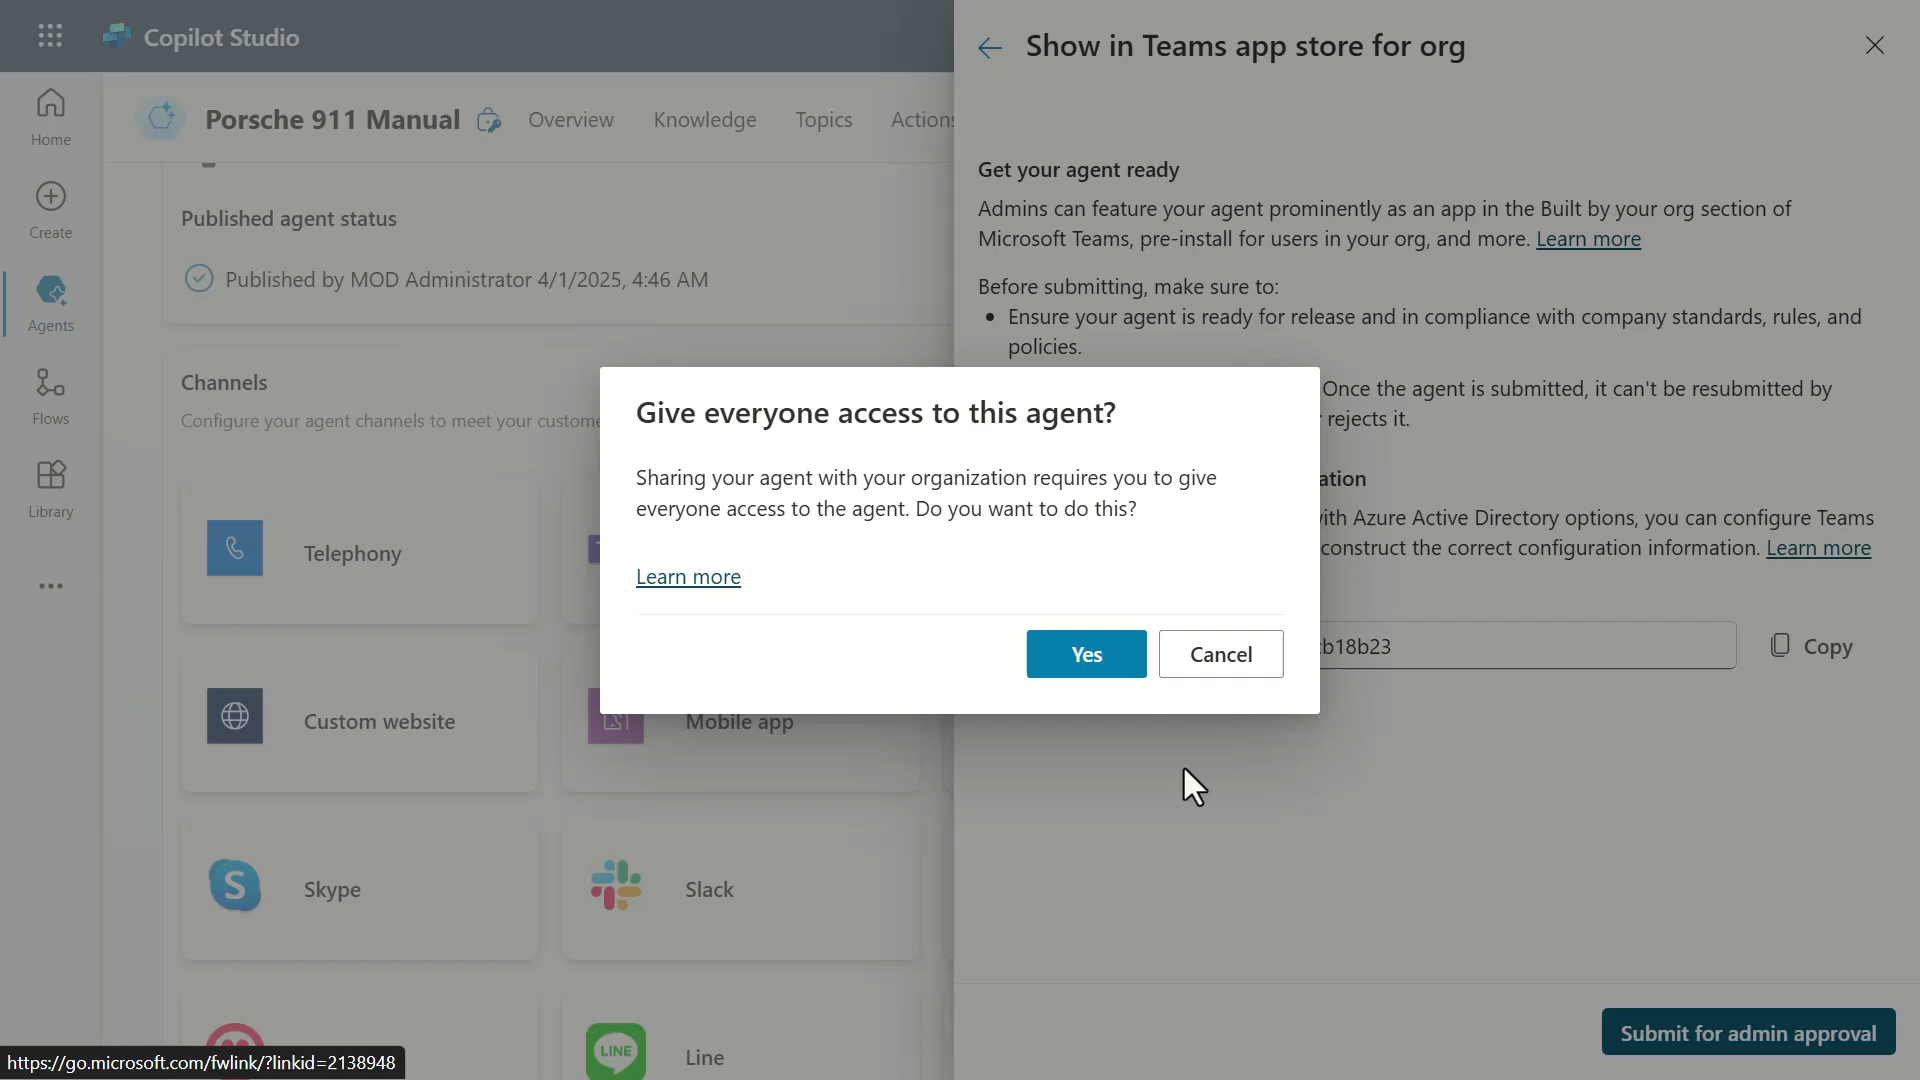 Copilot Studio
Show in Teams app store for org
Home
Create
Agents
Flows
Library
Porsche 911 Manual
Overview
Knowledge
Topics
Actions
Published agent status
Published by MOD Administrator 4/1/2025, 4:46 AM
Channels
Configure your agent channels to meet your custome
Telephony
Custom website
Mobile app
Skype
Slack
LINE
Line
Get your agent ready
Admins can feature your agent prominently as an app in the Built by your org section of
Microsoft Teams, pre-install for users in your org, and more. Learn more
Before submitting, make sure to:
• Ensure your agent is ready for release and in compliance with company standards, rules, and
policies.
Once the agent is submitted, it can't be resubmitted by
rejects it.
ation
ith Azure Active Directory options, you can configure Teams
construct the correct configuration information. Learn more
b18b23
Copy
Give everyone access to this agent?
Sharing your agent with your organization requires you to give
everyone access to the agent. Do you want to do this?
Learn more
Yes
Cancel
Submit for admin approval
https://go.microsoft.com/fwlink/?linkid=2138948